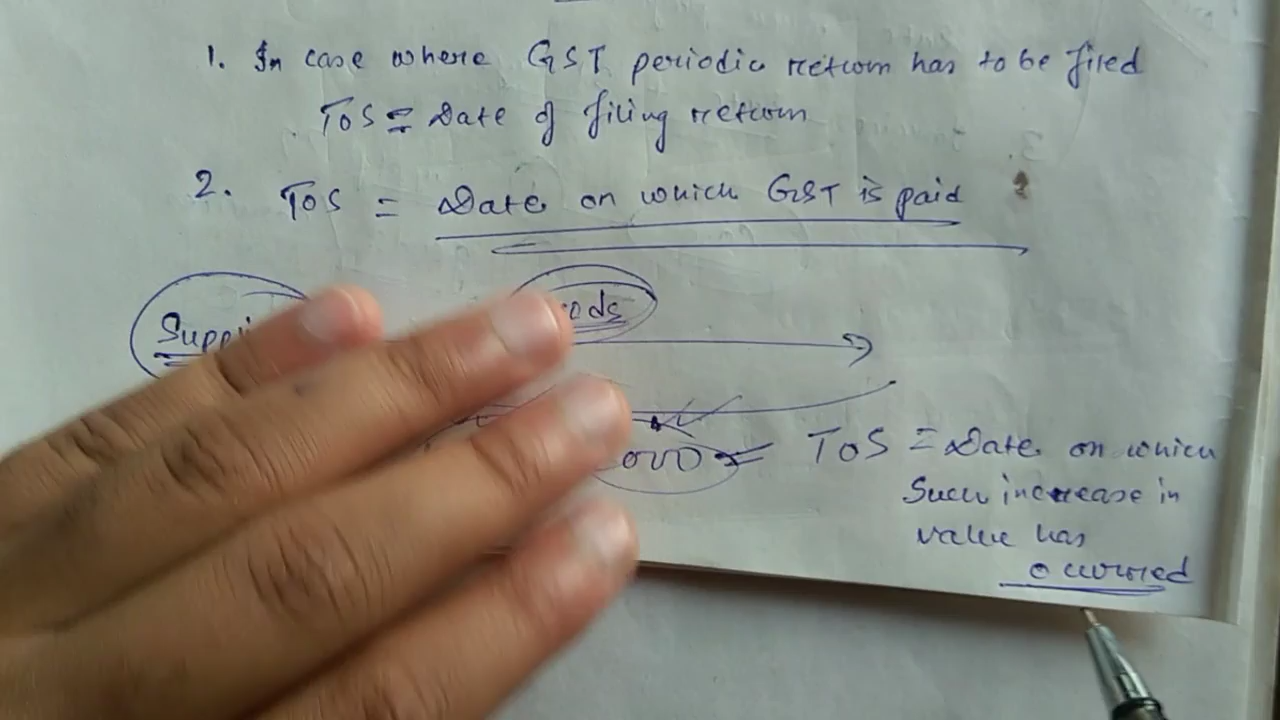 1. In case where GST periodic return has to be filed
TOS = Date of filing return
2. TOS = Date on which GST is paid
TOS = Date on which
Such increase in
value has
occurred